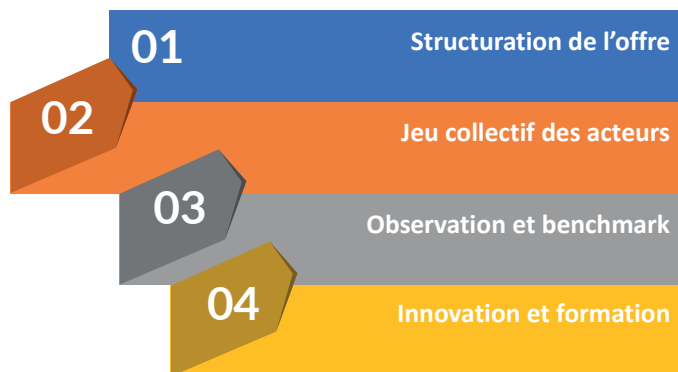 01
Structuration de l’offre
02
Jeu collectif des acteurs
03
Observation et benchmark
04
Innovation et formation